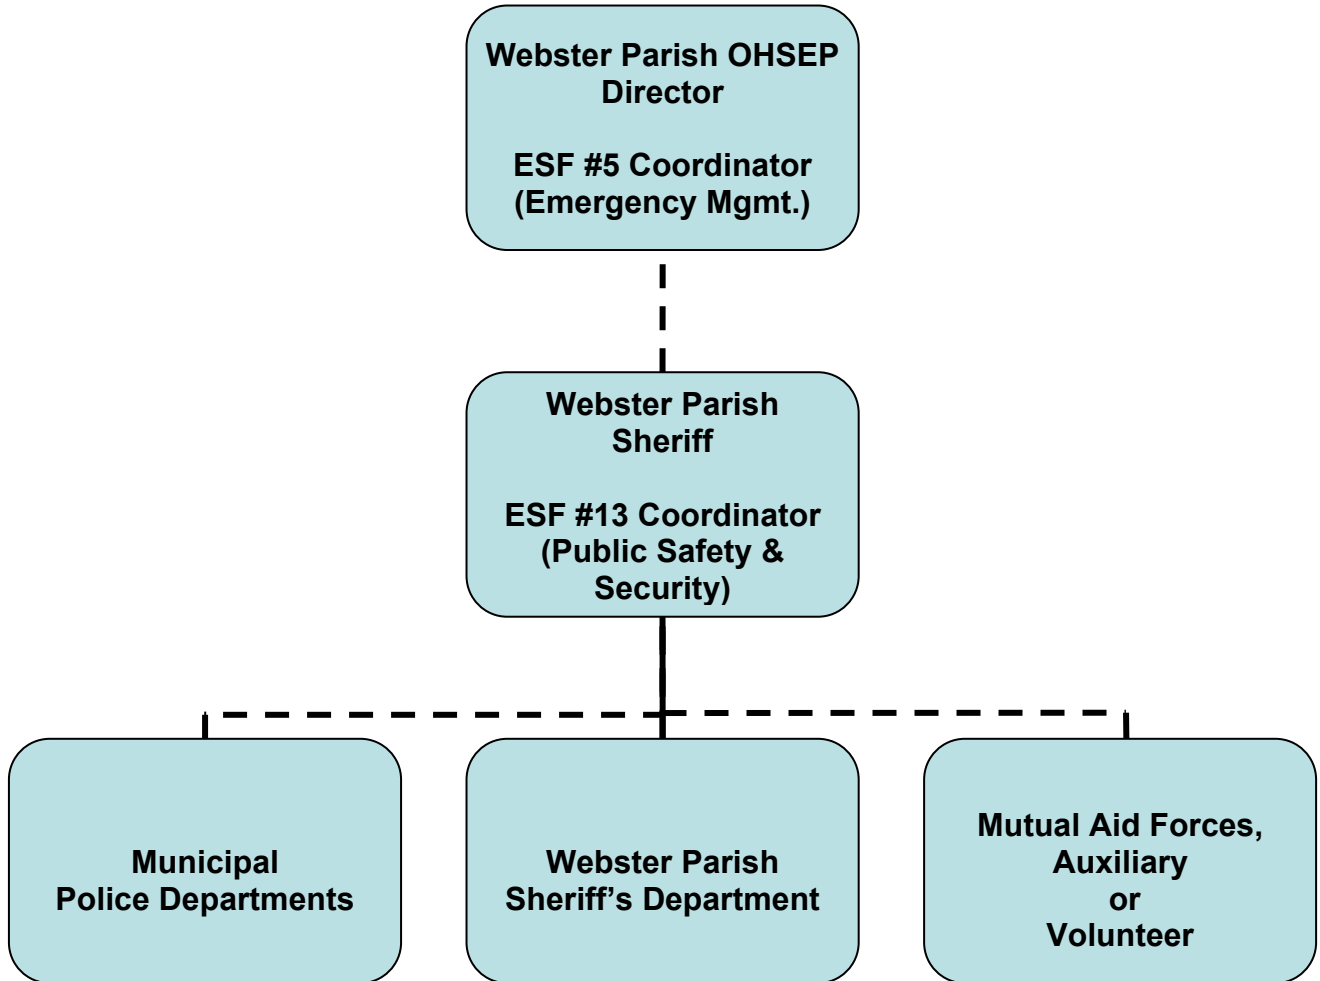 Webster Parish OHSEP
Director
ESF #5 Coordinator
(Emergency Mgmt.)
Webster Parish
Sheriff
ESF #13 Coordinator
(Public Safety &
Security)
Municipal
Police Departments
Webster Parish
Sheriff’s Department
Mutual Aid Forces,
Auxiliary
or
Volunteer